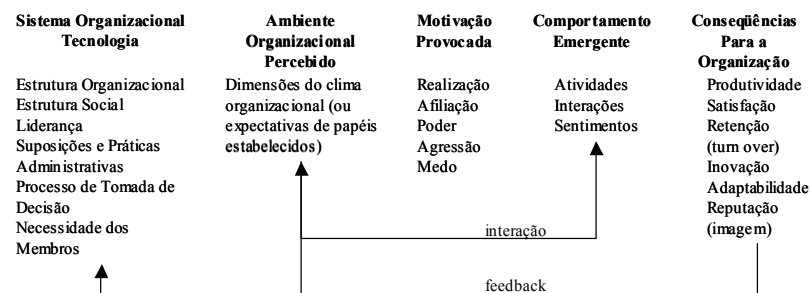 Sistema Organizacional
Tecnologia
Estrutura Organizacional
Estrutura Social
Liderança
Suposições e Práticas
Administrativas
Processo de Tomada de
Decisão
Necessidade dos
Membros
Ambiente
Organizacional
Percebido
Dimensões do clima
organizacional (ou
expectativas de papéis
estabelecidos)
Motivação
Provocada
Realização
Afiliação
Poder
Agressão
Medo
Comportamento
Emergente
Atividades
Interações
Sentimentos
Conseqüências
Para a
Organização
Produtividade
Satisfação
Retenção
(turn over)
Inovação
Adaptabilidade
Reputação
(imagem)
interação
feedback